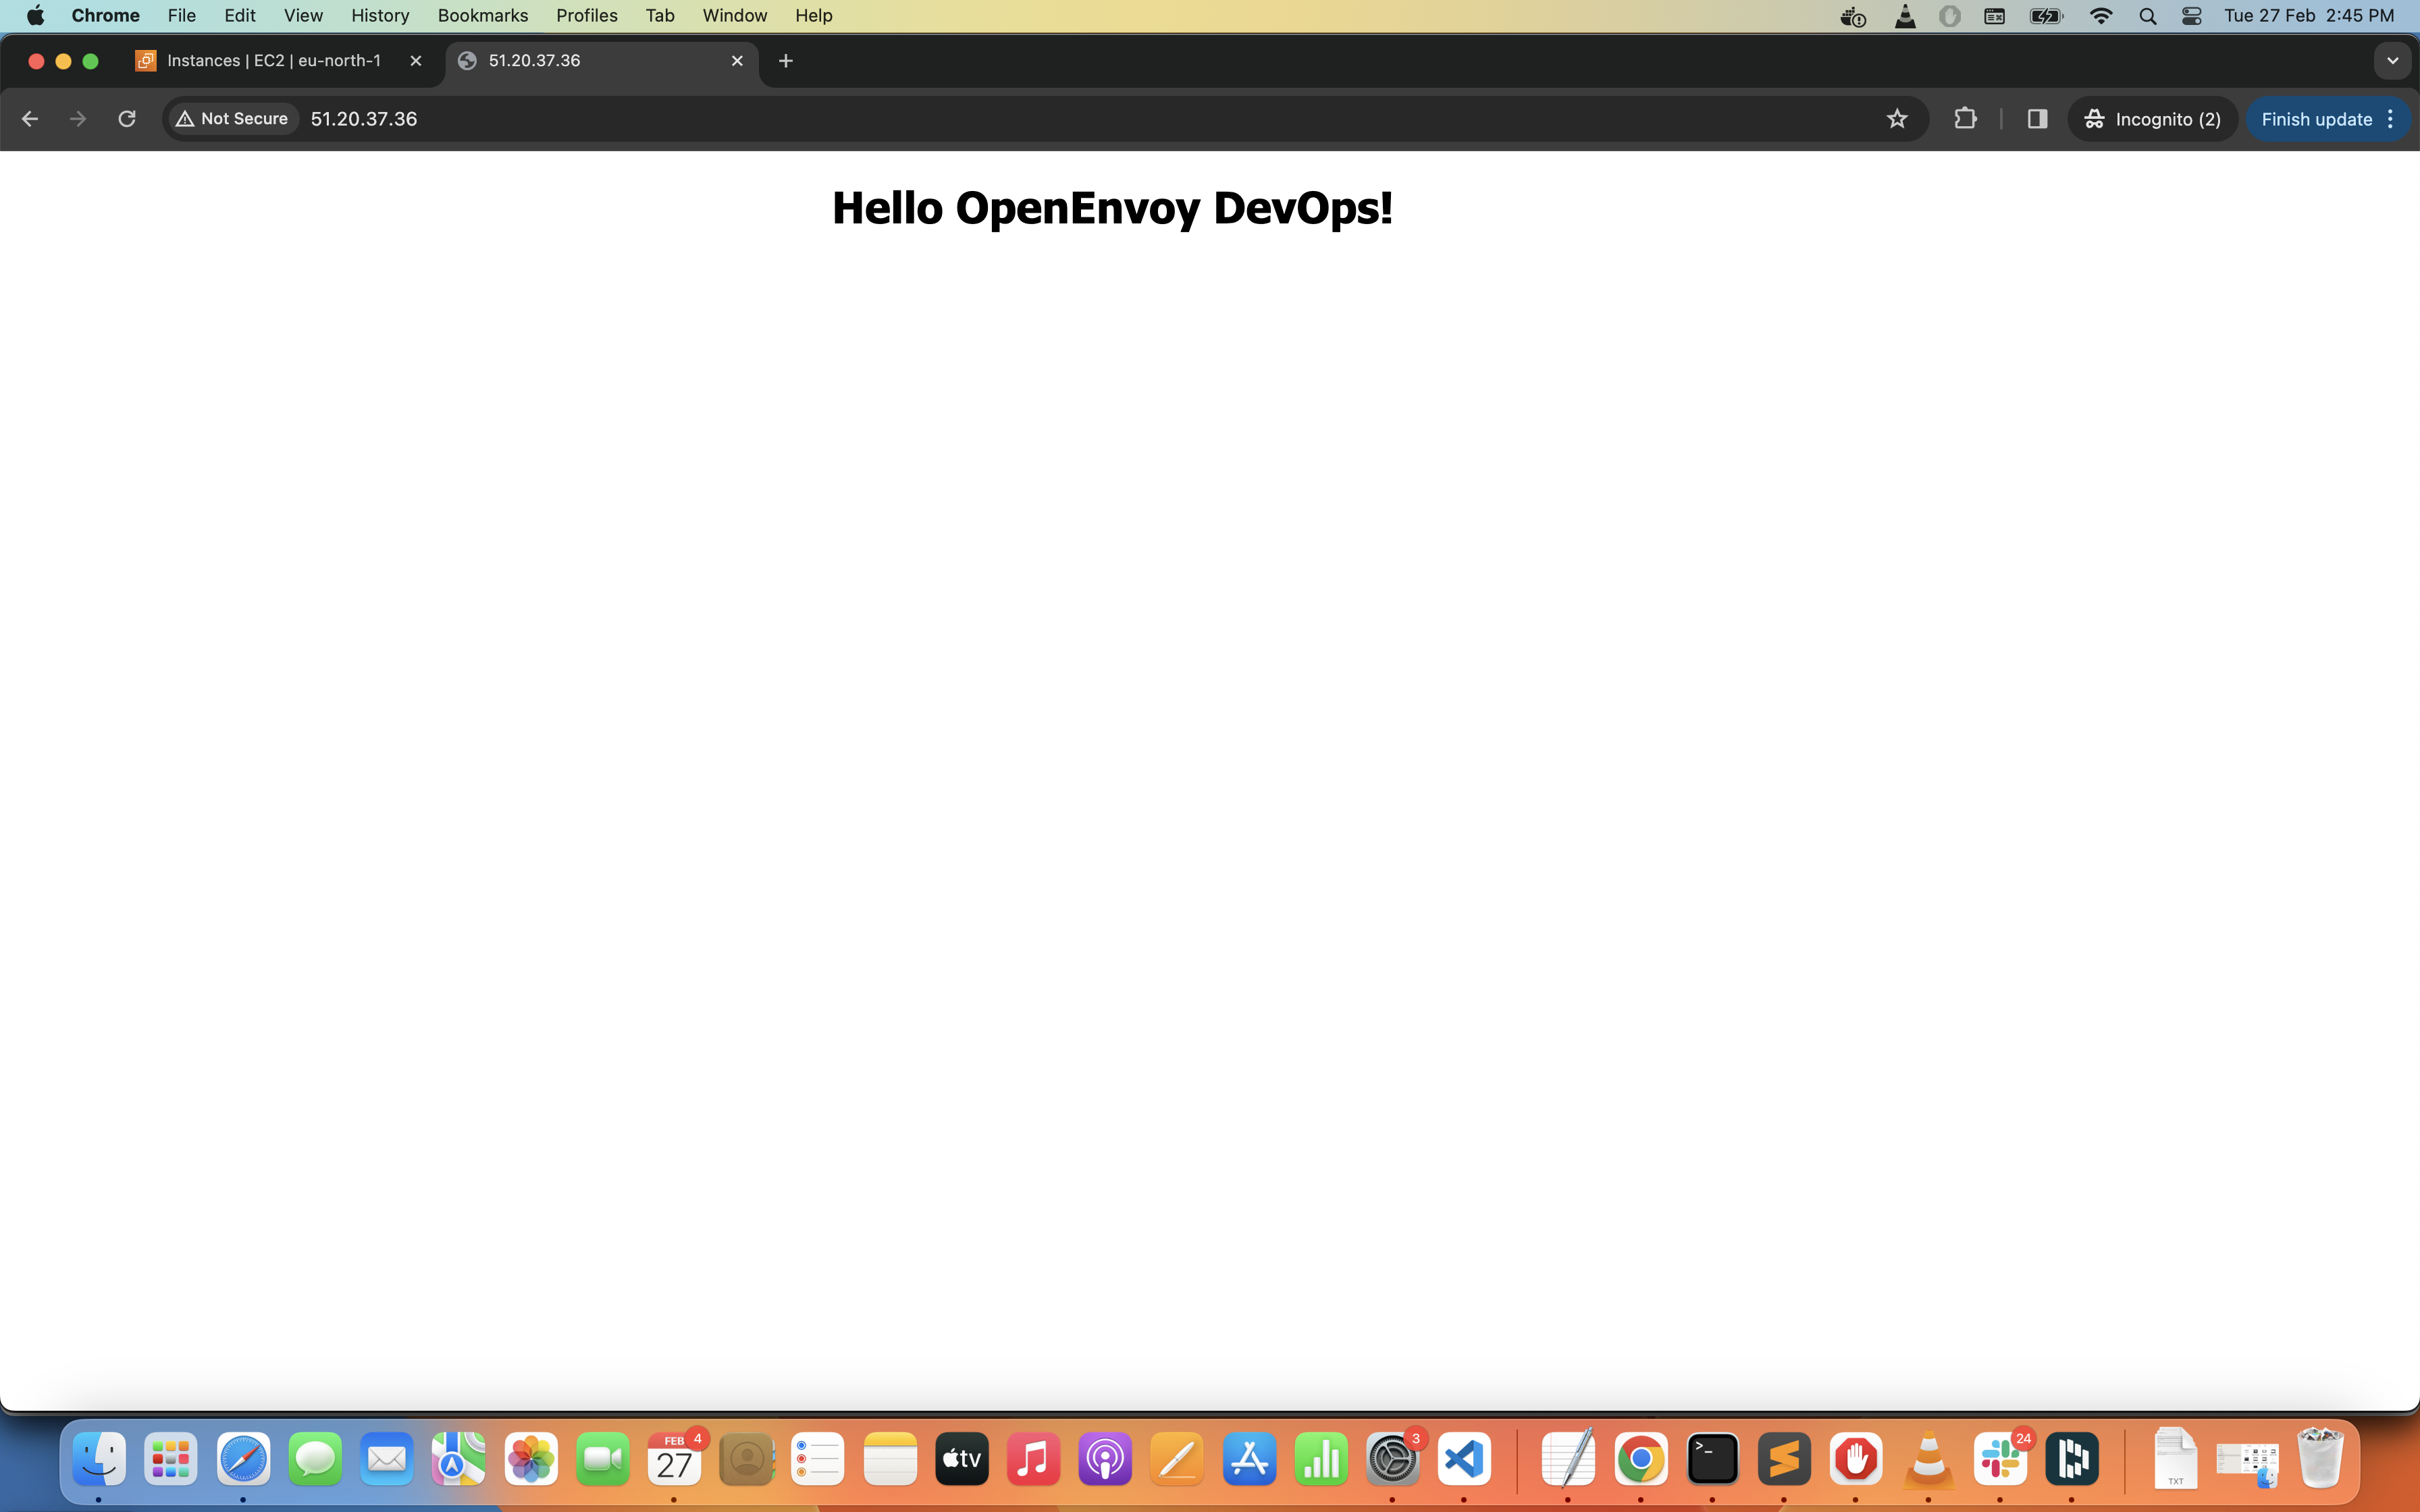 Chrome File Edit View History Bookmarks Profiles Tab Window Help Tue 27 Feb 2:45 PM
Instances | EC2 | eu-north-1 51.20.37.36
Not Secure 51.20.37.36 Incognito (2) Finish update
Hello OpenEnvoy DevOps!
FEB 4 3 24
27 tv >_ TXT